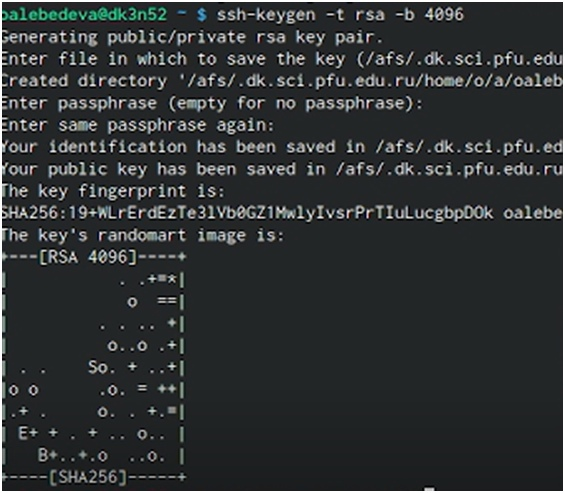 oalebedeva@dk3n52 ~ $ ssh-keygen -t rsa -b 4096
Generating public/private rsa key pair.
Enter file in which to save the key (/afs/.dk.sci.pfu.edu
Created directory '/afs/.dk.sci.pfu.edu.ru/home/o/a/oaleb
Enter passphrase (empty for no passphrase):
Enter same passphrase again:
Your identification has been saved in /afs/.dk.sci.pfu.ed
Your public key has been saved in /afs/.dk.sci.pfu.edu.ru
The key fingerprint is:
SHA256:19+WLrErdEzTe3lVb0GZ1MwlyIvsrPrTIuLucgbpDOk oalebe
The key's randomart image is:
+---[RSA 4096]----+
|          . .+=*|
|           o  ==|
|        . . .. +|
|         o..o .+|
| . .    So. + ..+|
|o o      .o. = ++|
|.+ .     o. . +.=|
| E+ + . + .. o.. |
|   B+..+.o  ..o. |
+----[SHA256]-----+